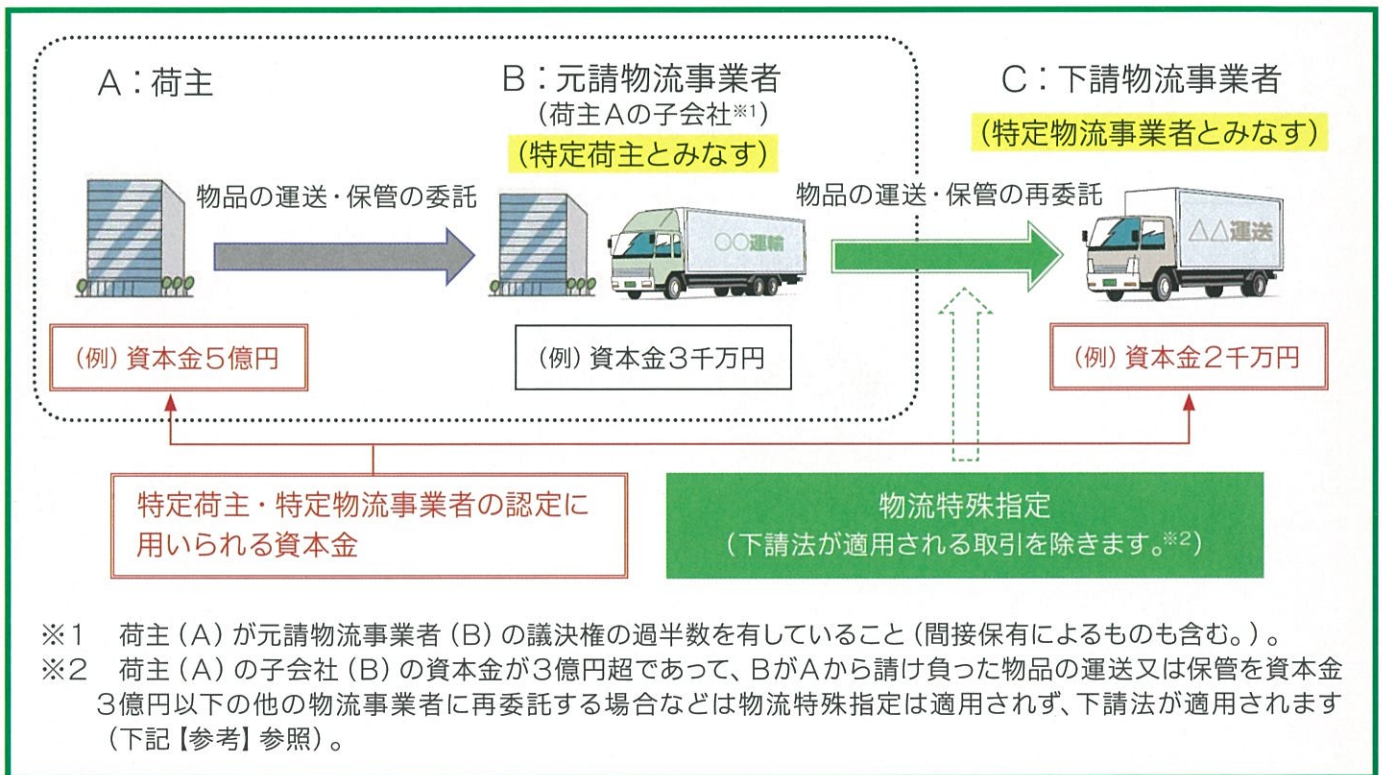 A：荷主
B：元請物流事業者
（荷主Aの子会社※1）
（特定荷主とみなす）
C：下請物流事業者
（特定物流事業者とみなす）
物品の運送・保管の委託
物品の運送・保管の再委託
〇〇運輸
△△運送
（例）資本金5億円
（例）資本金3千万円
（例）資本金2千万円
特定荷主・特定物流事業者の認定に
用いられる資本金
物流特殊指定
（下請法が適用される取引を除きます。※2）
※1　荷主（A）が元請物流事業者（B）の議決権の過半数を有していること（間接保有によるものも含む。）。
※2　荷主（A）の子会社（B）の資本金が3億円超であって、BがAから請け負った物品の運送又は保管を資本金
3億円以下の他の物流事業者に再委託する場合などは物流特殊指定は適用されず、下請法が適用されます
（下記【参考】参照）。